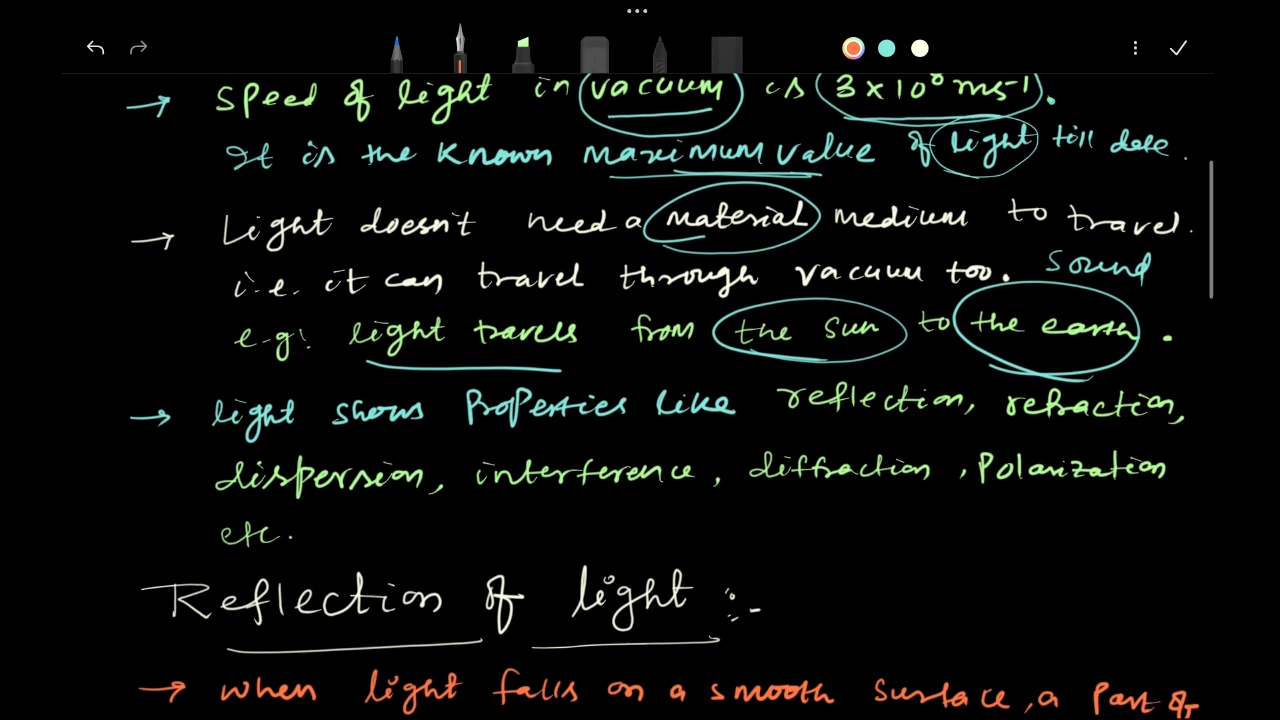 → Speed of light in vacuum is 3×10⁸ ms-1.
It is the known maximum value of light till date.
→ Light doesn't need a material medium to travel.
i.e. it can travel through vacuum too. Sound
e.g: light travels from the Sun to the earth.
→ light shows properties like reflection, refraction,
dispersion, interference, diffraction, Polarization
etc.
Reflection of light :-
→ when light falls on a smooth surface, a part of